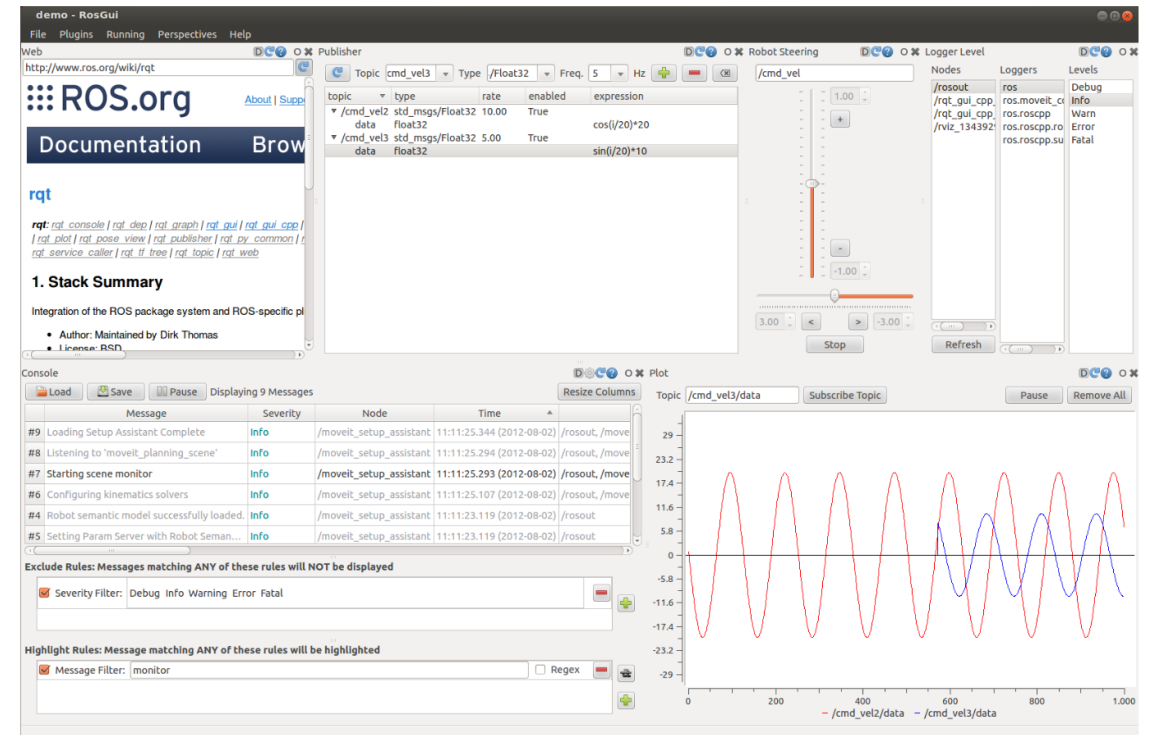 demo - RosGui
File Plugins Running Perspectives Help
Web
http://www.ros.org/wiki/rqt
ROS.org
About | Supp
Documentation Brow
rqt
rqt: rqt_console | rqt_dep | rqt_graph | rqt_gui | rqt_gui_cpp |
| rqt_plot | rqt_pose_view | rqt_publisher | rqt_py_common | r
rqt_service_caller | rqt_tf_tree | rqt_topic | rqt_web
1. Stack Summary
Integration of the ROS package system and ROS-specific pl
Author: Maintained by Dirk Thomas
License: BSD
Publisher
Topic cmd_vel3 Type /Float32 Freq. 5 Hz
topic type rate enabled expression
/cmd_vel2 std_msgs/Float32 10.00 True
data float32 cos(i/20)*20
/cmd_vel3 std_msgs/Float32 5.00 True
data float32 sin(i/20)*10
Robot Steering
/cmd_vel
1.00
+
-
-1.00
3.00 < > -3.00
Stop
Logger Level
Nodes Loggers Levels
/rosout ros Debug
/rqt_gui_cpp_ ros.moveit_co Info
/rqt_gui_cpp_ ros.roscpp Warn
/rviz_1343929 ros.roscpp.ro Error
ros.roscpp.su Fatal
Refresh
Console
Load Save Pause Displaying 9 Messages Resize Columns
Message Severity Node Time
#9 Loading Setup Assistant Complete Info /moveit_setup_assistant 11:11:25.344 (2012-08-02) /rosout, /move
#8 Listening to 'moveit_planning_scene' Info /moveit_setup_assistant 11:11:25.294 (2012-08-02) /rosout, /move
#7 Starting scene monitor Info /moveit_setup_assistant 11:11:25.293 (2012-08-02) /rosout, /move
#6 Configuring kinematics solvers Info /moveit_setup_assistant 11:11:25.107 (2012-08-02) /rosout, /move
#4 Robot semantic model successfully loaded. Info /moveit_setup_assistant 11:11:23.119 (2012-08-02) /rosout
#5 Setting Param Server with Robot Seman... Info /moveit_setup_assistant 11:11:23.119 (2012-08-02) /rosout
Exclude Rules: Messages matching ANY of these rules will NOT be displayed
Severity Filter: Debug Info Warning Error Fatal
Highlight Rules: Message matching ANY of these rules will be highlighted
Message Filter: monitor Regex
Plot
Topic /cmd_vel3/data Subscribe Topic Pause Remove All
29
23.2
17.4
11.6
5.8
0
-5.8
-11.6
-17.4
-23.2
-29
0 200 400 600 800 1.000
/cmd_vel2/data /cmd_vel3/data